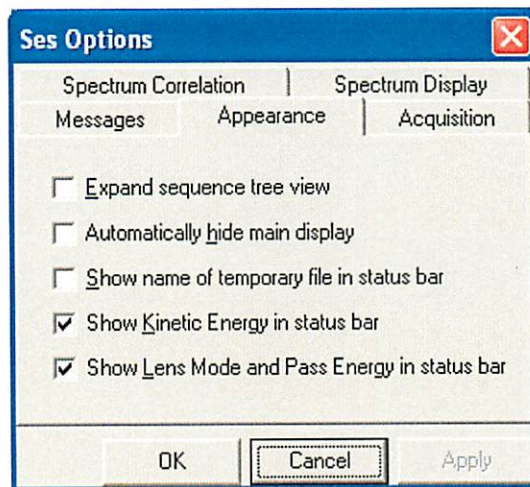 Ses Options
Spectrum Correlation Spectrum Display
Messages Appearance Acquisition
Expand sequence tree view
Automatically hide main display
Show name of temporary file in status bar
Show Kinetic Energy in status bar
Show Lens Mode and Pass Energy in status bar
OK Cancel Apply